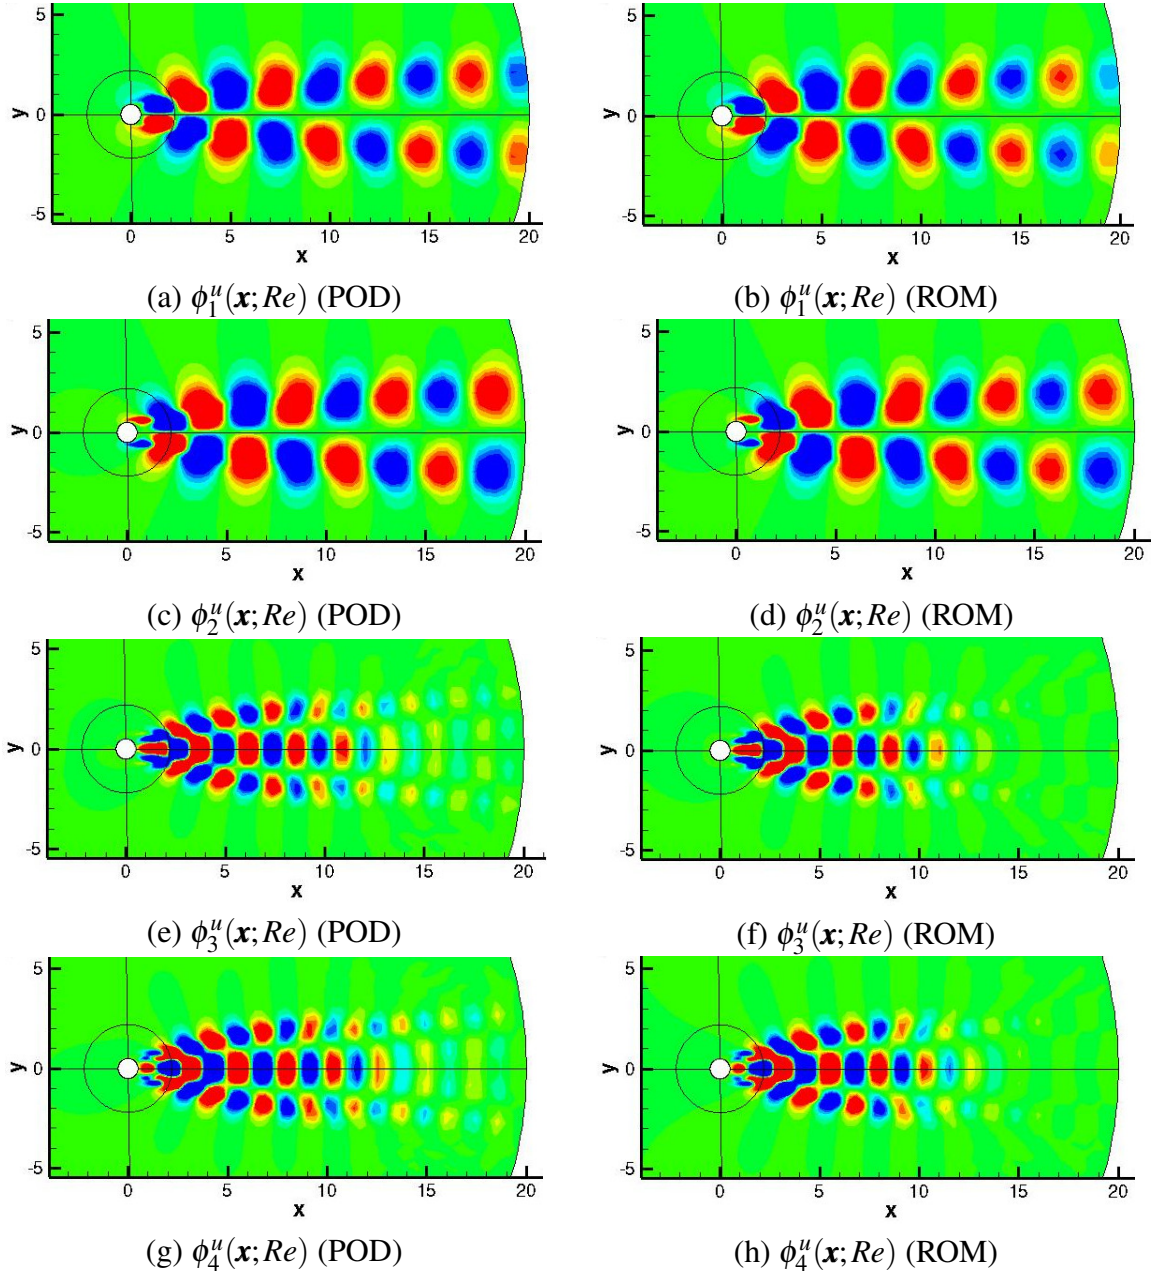 5
0
-5
y
0 5 10 15 20
x
(a) ϕ₁ᵘ(x; Re) (POD)
5
0
-5
y
0 5 10 15 20
x
(b) ϕ₁ᵘ(x; Re) (ROM)
5
0
-5
y
0 5 10 15 20
x
(c) ϕ₂ᵘ(x; Re) (POD)
5
0
-5
y
0 5 10 15 20
x
(d) ϕ₂ᵘ(x; Re) (ROM)
5
0
-5
y
0 5 10 15 20
x
(e) ϕ₃ᵘ(x; Re) (POD)
5
0
-5
y
0 5 10 15 20
x
(f) ϕ₃ᵘ(x; Re) (ROM)
5
0
-5
y
0 5 10 15 20
x
(g) ϕ₄ᵘ(x; Re) (POD)
5
0
-5
y
0 5 10 15 20
x
(h) ϕ₄ᵘ(x; Re) (ROM)